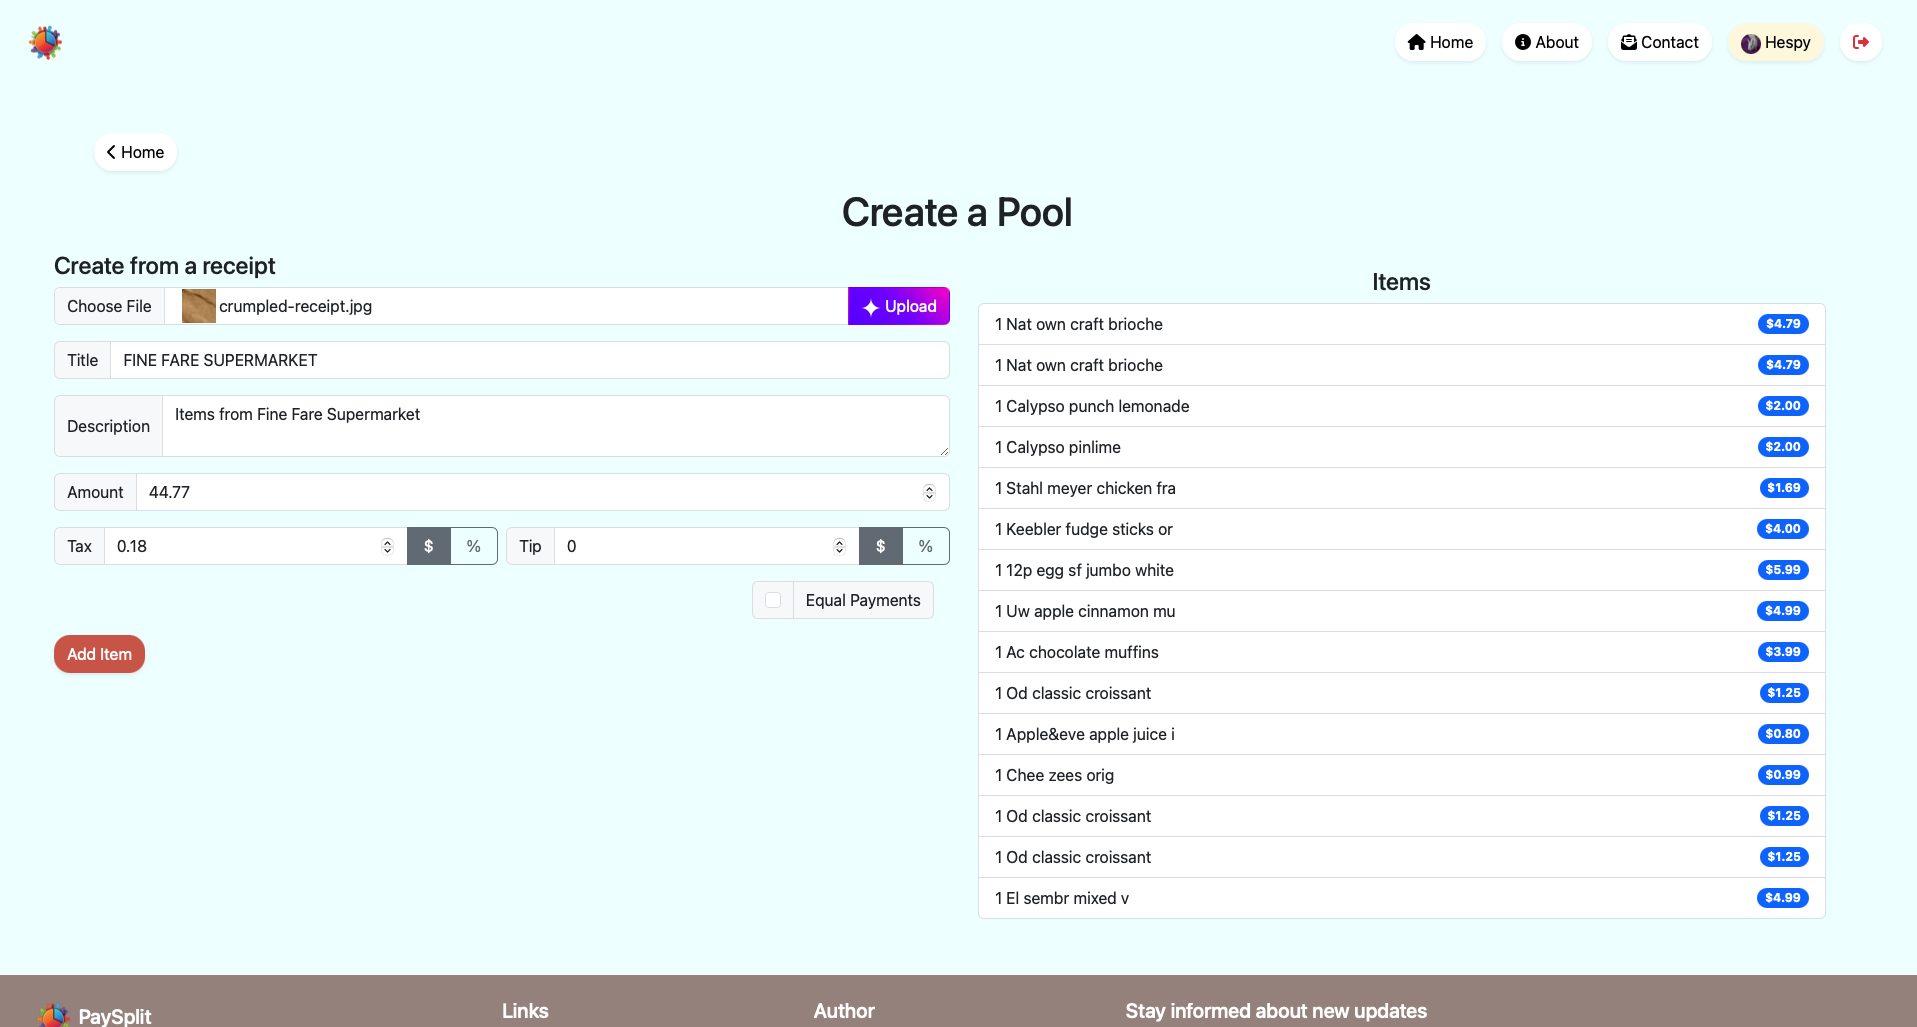 Home
About
Contact
Hespy
Home
Create a Pool
Create from a receipt
Choose File crumpled-receipt.jpg Upload
Title FINE FARE SUPERMARKET
Description Items from Fine Fare Supermarket
Amount 44.77
Tax 0.18 $ % Tip 0 $ %
Equal Payments
Add Item
Items
1 Nat own craft brioche $4.79
1 Nat own craft brioche $4.79
1 Calypso punch lemonade $2.00
1 Calypso pinlime $2.00
1 Stahl meyer chicken fra $1.69
1 Keebler fudge sticks or $4.00
1 12p egg sf jumbo white $5.99
1 Uw apple cinnamon mu $4.99
1 Ac chocolate muffins $3.99
1 Od classic croissant $1.25
1 Apple&eve apple juice i $0.80
1 Chee zees orig $0.99
1 Od classic croissant $1.25
1 Od classic croissant $1.25
1 El sembr mixed v $4.99
PaySplit
Links
Author
Stay informed about new updates